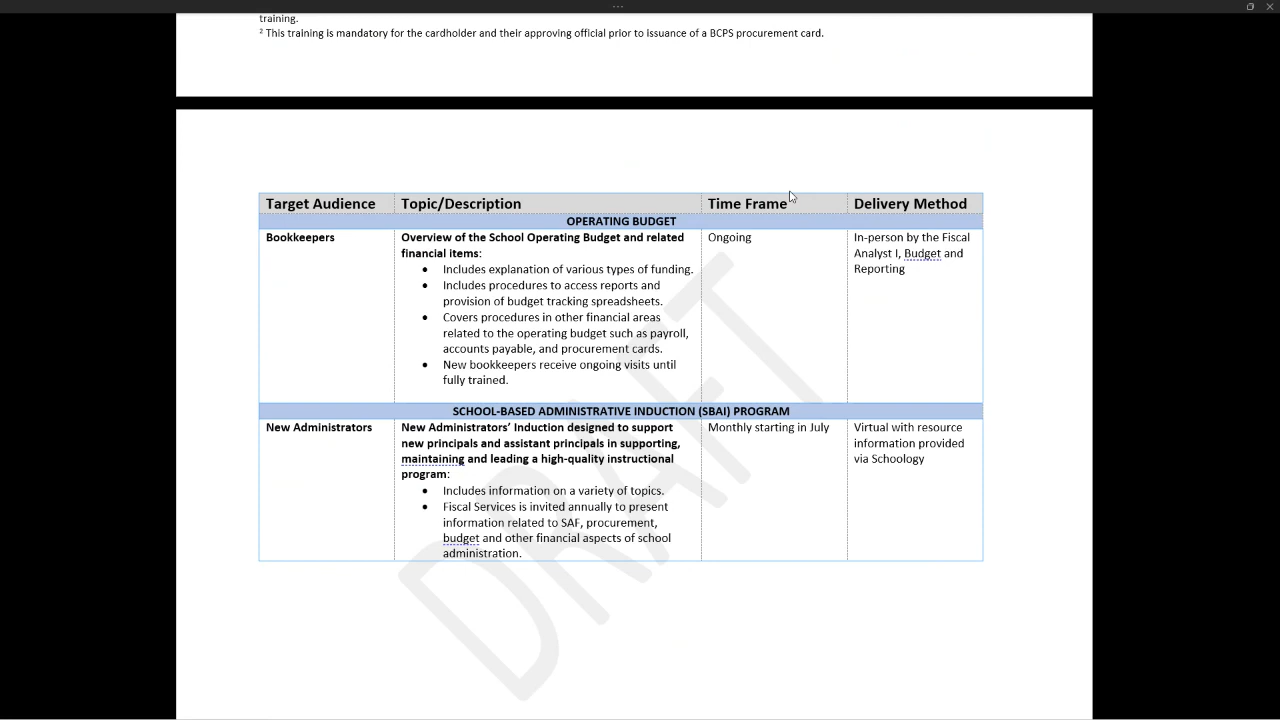 training.
² This training is mandatory for the cardholder and their approving official prior to issuance of a BCPS procurement card.
Target Audience Topic/Description Time Frame Delivery Method
OPERATING BUDGET
Bookkeepers Overview of the School Operating Budget and related Ongoing In-person by the Fiscal
financial items: Analyst I, Budget and
• Includes explanation of various types of funding. Reporting
• Includes procedures to access reports and
provision of budget tracking spreadsheets.
• Covers procedures in other financial areas
related to the operating budget such as payroll,
accounts payable, and procurement cards.
• New bookkeepers receive ongoing visits until
fully trained.
SCHOOL-BASED ADMINISTRATIVE INDUCTION (SBAI) PROGRAM
New Administrators New Administrators’ Induction designed to support Monthly starting in July Virtual with resource
new principals and assistant principals in supporting, information provided
maintaining and leading a high-quality instructional via Schoology
program:
• Includes information on a variety of topics.
• Fiscal Services is invited annually to present
information related to SAF, procurement,
budget and other financial aspects of school
administration.
DRAFT